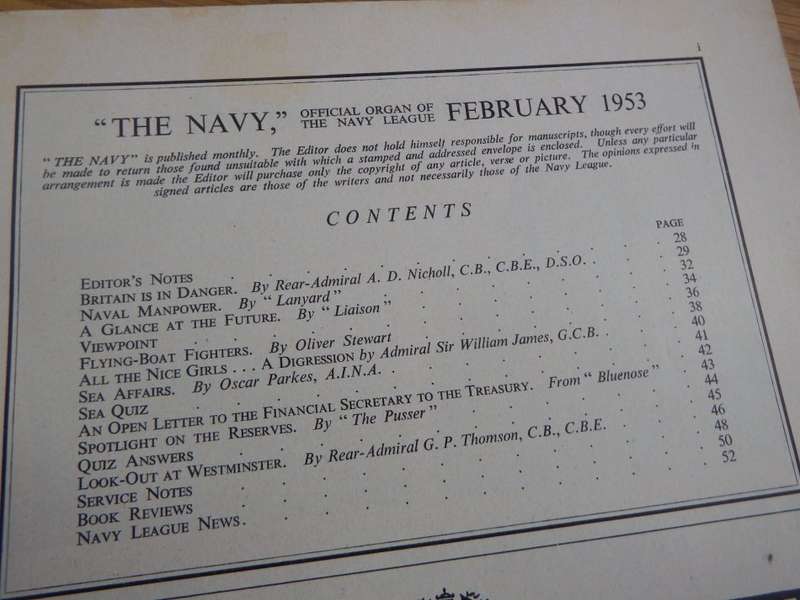 i
"THE NAVY," OFFICIAL ORGAN OF THE NAVY LEAGUE FEBRUARY 1953
"THE NAVY" is published monthly. The Editor does not hold himself responsible for manuscripts, though every effort will
be made to return those found unsuitable with which a stamped and addressed envelope is enclosed. Unless any particular
arrangement is made the Editor will purchase only the copyright of any article, verse or picture. The opinions expressed in
signed articles are those of the writers and not necessarily those of the Navy League.
CONTENTS
PAGE
EDITOR'S NOTES . . . . . . . . 28
BRITAIN IS IN DANGER. By Rear-Admiral A. D. Nicholl, C.B., C.B.E., D.S.O. . . 29
NAVAL MANPOWER. By "Lanyard" . . . . . 32
A GLANCE AT THE FUTURE. By "Liaison" . . . . 34
VIEWPOINT . . . . . . . . 36
FLYING-BOAT FIGHTERS. By Oliver Stewart . . . . 38
ALL THE NICE GIRLS . . . A DIGRESSION by Admiral Sir William James, G.C.B. . . 40
SEA AFFAIRS. By Oscar Parkes, A.I.N.A. . . . . 41
SEA QUIZ . . . . . . . . 42
AN OPEN LETTER TO THE FINANCIAL SECRETARY TO THE TREASURY. From "Bluenose" . 43
SPOTLIGHT ON THE RESERVES. By "The Pusser" . . . . 44
QUIZ ANSWERS . . . . . . . . 45
LOOK-OUT AT WESTMINSTER. By Rear-Admiral G. P. Thomson, C.B., C.B.E. . . 46
SERVICE NOTES . . . . . . . . 48
BOOK REVIEWS . . . . . . . . 50
NAVY LEAGUE NEWS . . . . . . . . 52